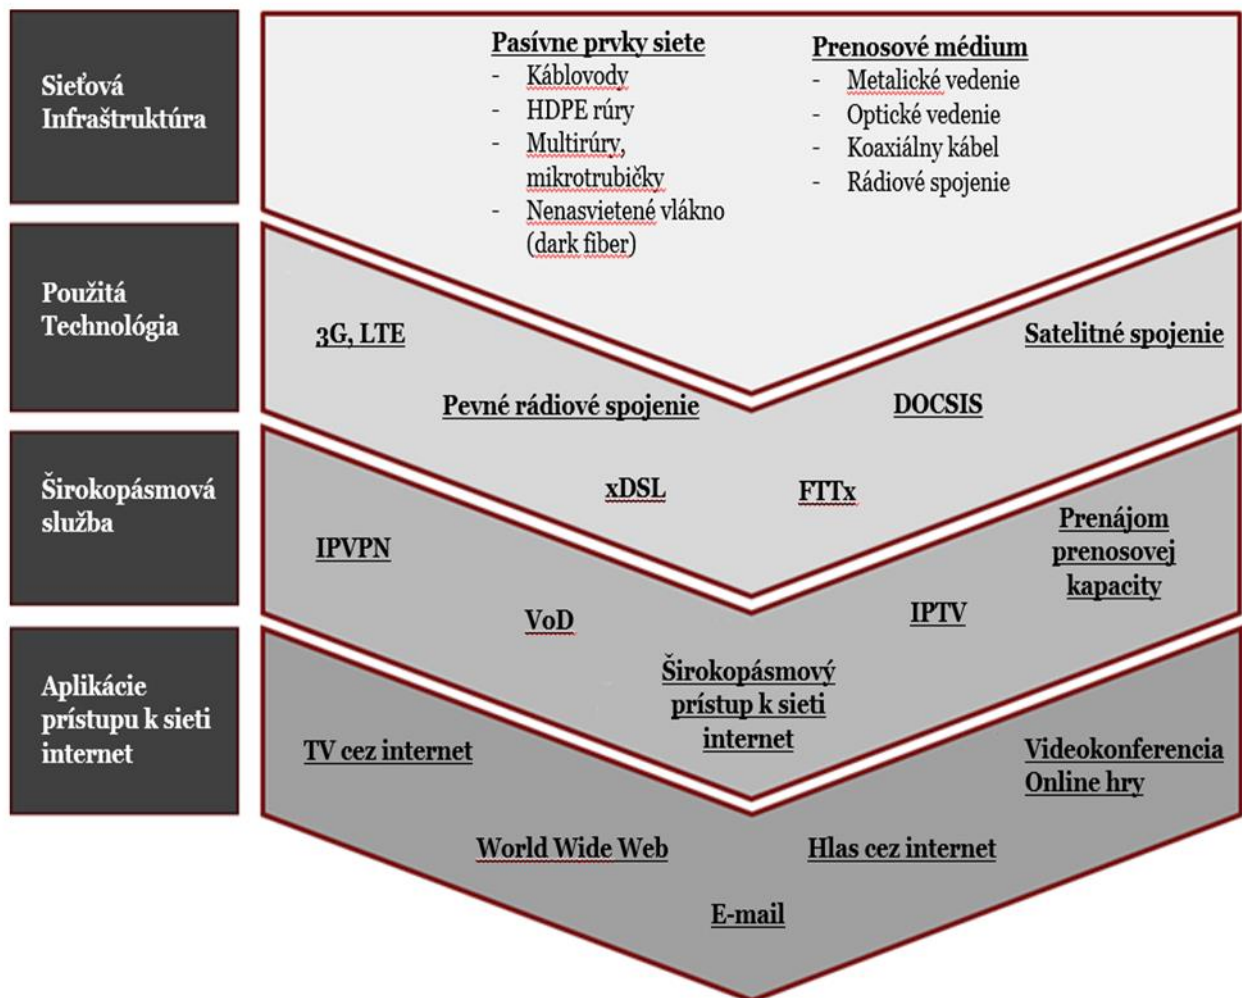 Sieťová
Infraštruktúra
Pasívne prvky siete
- Káblovody
- HDPE rúry
- Multirúry,
mikrotrubičky
- Nenasvietené vlákno
(dark fiber)
Prenosové médium
- Metalické vedenie
- Optické vedenie
- Koaxiálny kábel
- Rádiové spojenie
Použitá
Technológia
3G, LTE
Satelitné spojenie
Pevné rádiové spojenie
DOCSIS
xDSL
FTTx
Širokopásmová
služba
IPVPN
Prenájom
prenosovej
kapacity
VoD
IPTV
Širokopásmový
prístup k sieti
internet
Aplikácie
prístupu k sieti
internet
TV cez internet
Videokonferencia
Online hry
World Wide Web
Hlas cez internet
E-mail